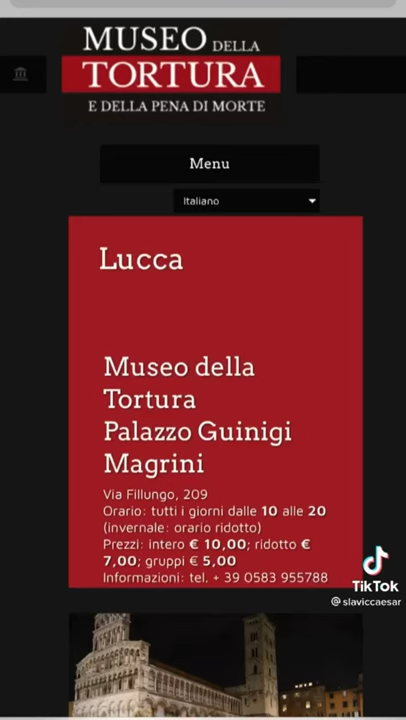 MUSEO DELLA
TORTURA
E DELLA PENA DI MORTE
Menu
Italiano
Lucca
Museo della
Tortura
Palazzo Guinigi
Magrini
Via Fillungo, 209
Orario: tutti i giorni dalle 10 alle 20
(invernale: orario ridotto)
Prezzi: intero € 10,00; ridotto €
7,00; gruppi € 5,00
Informazioni: tel. + 39 0583 955788
TikTok
@slaviccaesar